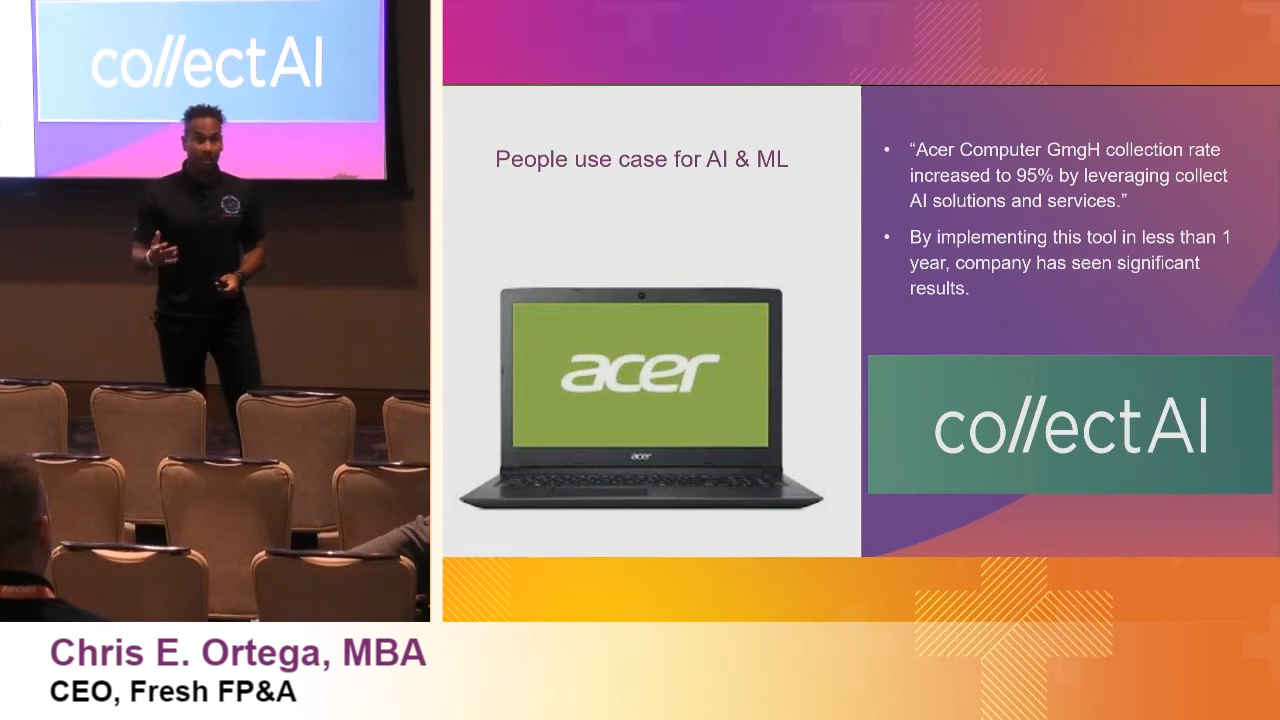 collectAI
People use case for AI & ML
acer
acer
• “Acer Computer GmgH collection rate
increased to 95% by leveraging collect
AI solutions and services.”
• By implementing this tool in less than 1
year, company has seen significant
results.
collectAI
Chris E. Ortega, MBA
CEO, Fresh FP&A